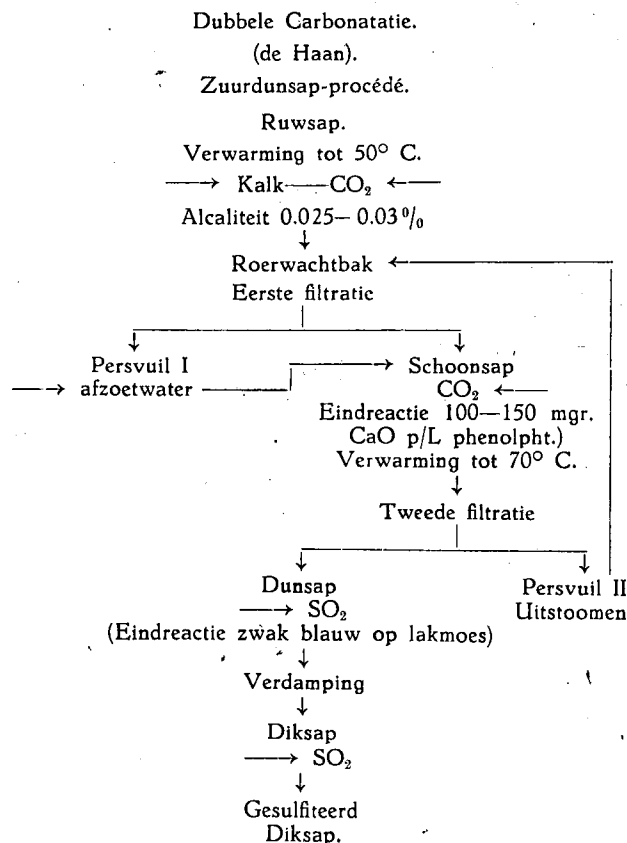 Dubbele Carbonatatie.
(de Haan).
Zuurdunsap-procédé.
Ruwsap.
Verwarming tot 50° C.
⟶ Kalk——CO₂ ⟵
Alcaliteit 0.025—0.03%
↓
Roerwachtbak ⟵
Eerste filtratie
Persvuil I
⟶ afzoetwater
Schoonsap
CO₂ ⟵
Eindreactie 100—150 mgr.
CaO p/L phenolpht.)
Verwarming tot 70° C.
↓
Tweede filtratie
Dunsap
⟶ SO₂
(Eindreactie zwak blauw op lakmoes)
Persvuil II
Uitstoomen
↓
Verdamping
↓
Diksap
⟶ SO₂
↓
Gesulfiteerd
Diksap.